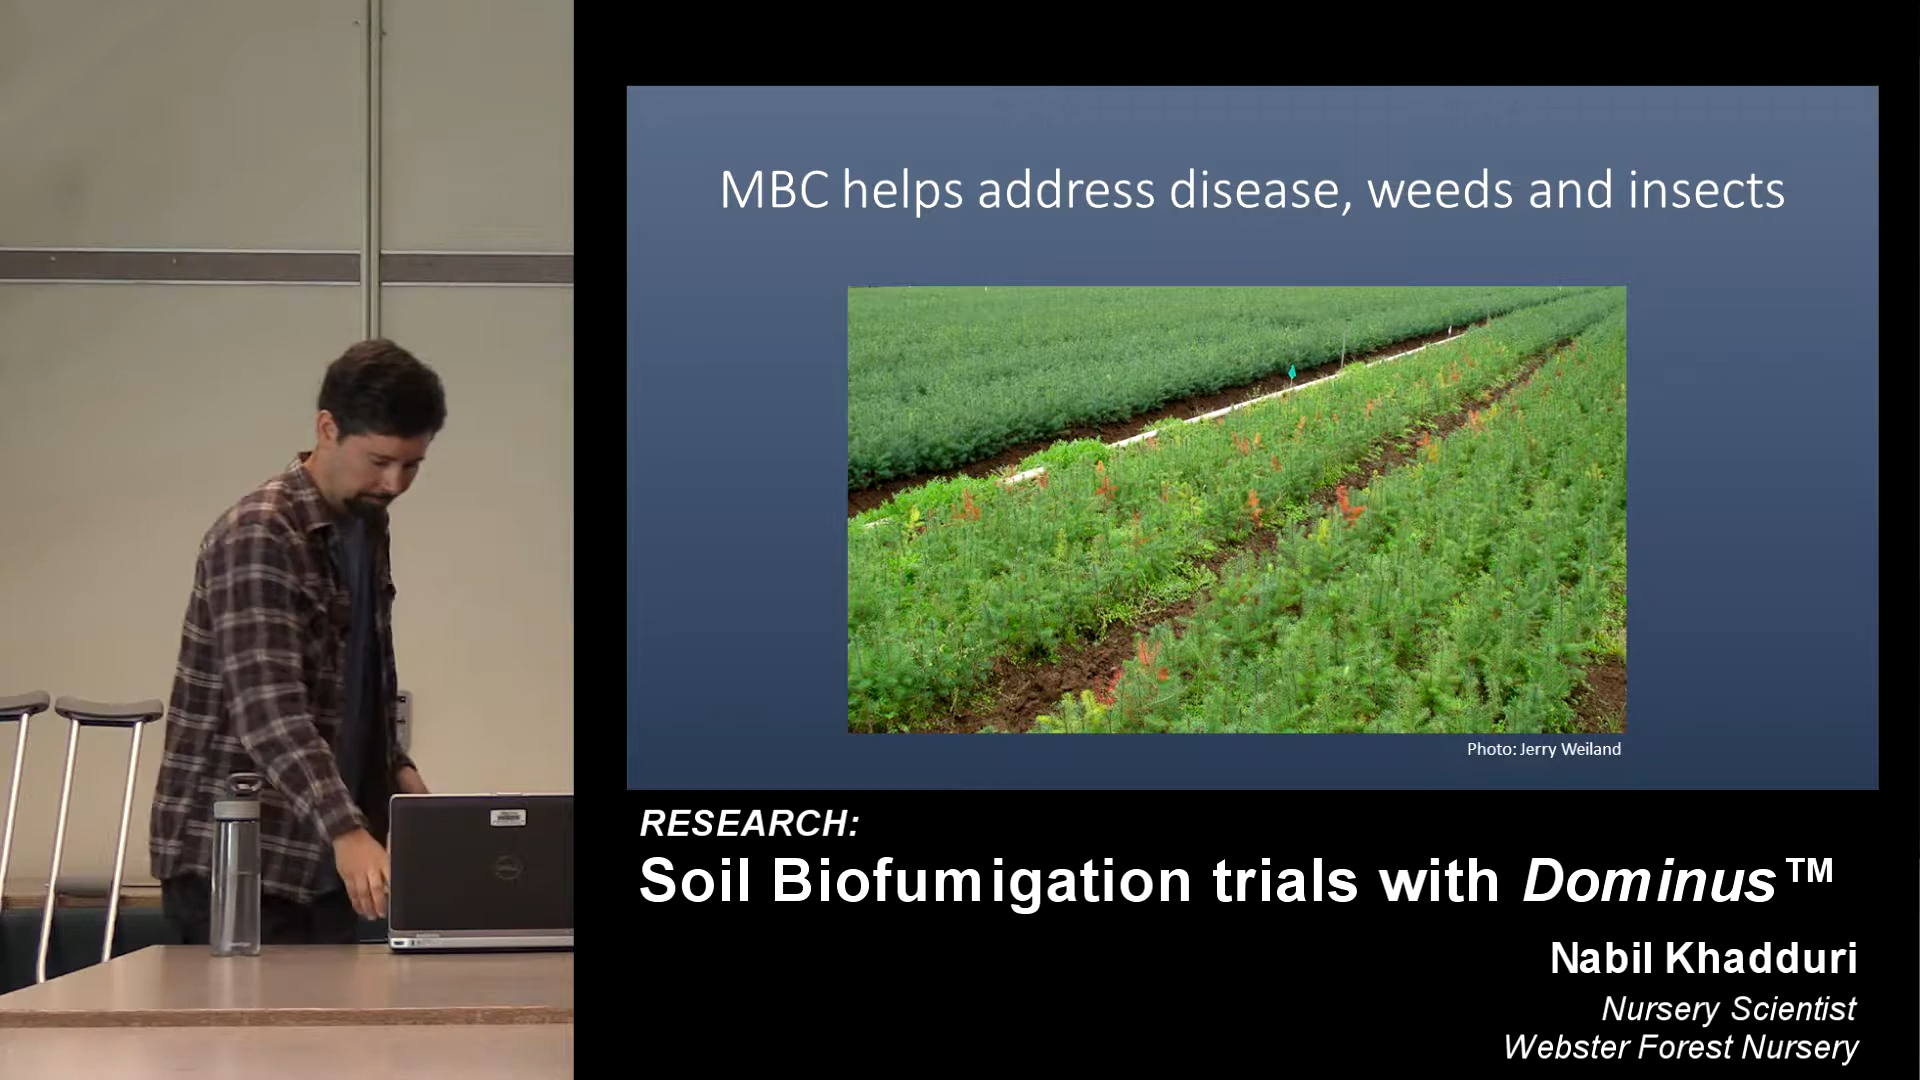 MBC helps address disease, weeds and insects
Photo: Jerry Weiland
RESEARCH:
Soil Biofumigation trials with Dominus™
Nabil Khadduri
Nursery Scientist
Webster Forest Nursery